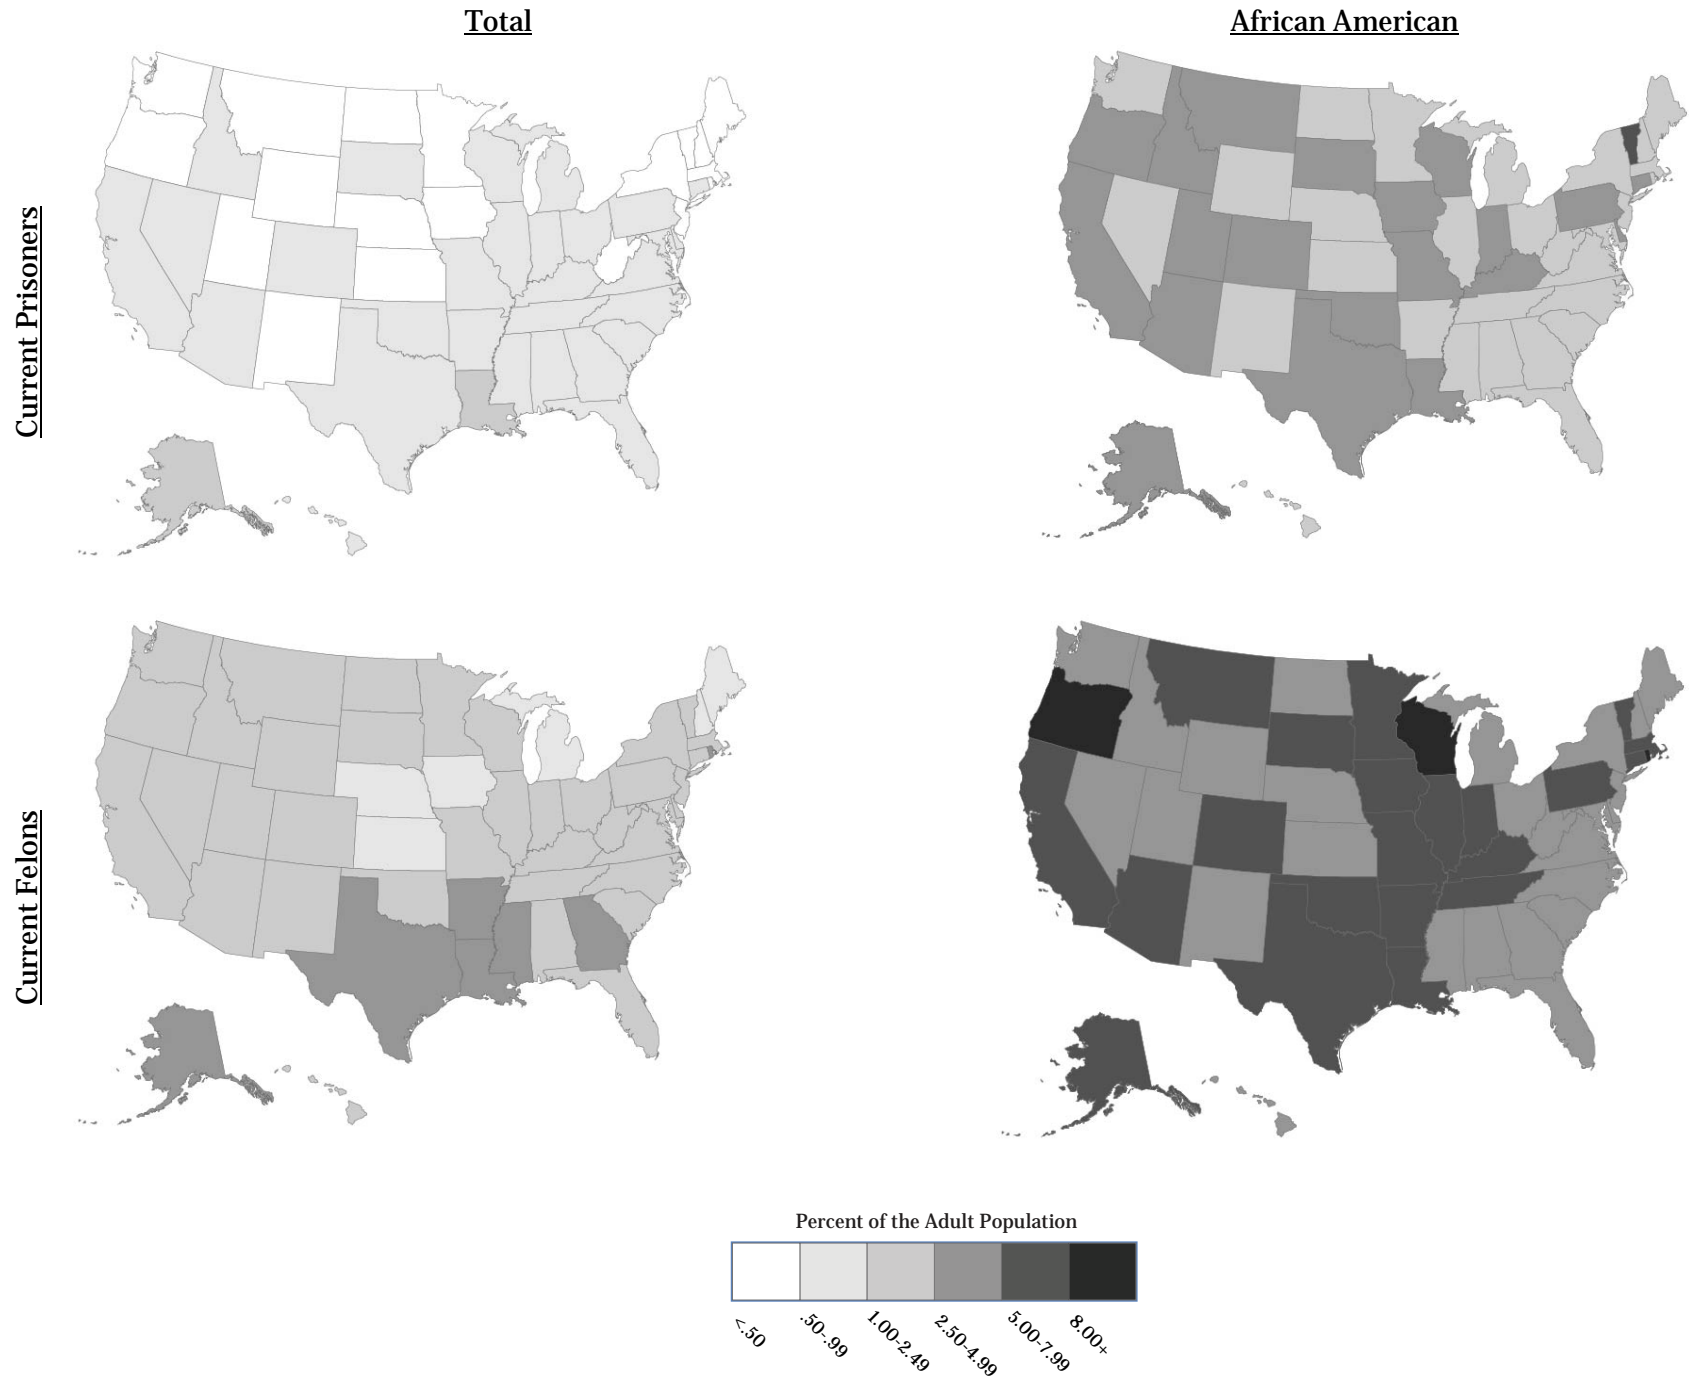 Total
African American
Current Prisoners
Current Felons
Percent of the Adult Population
<.50
.50-.99
1.00-2.49
2.50-4.99
5.00-7.99
8.00+